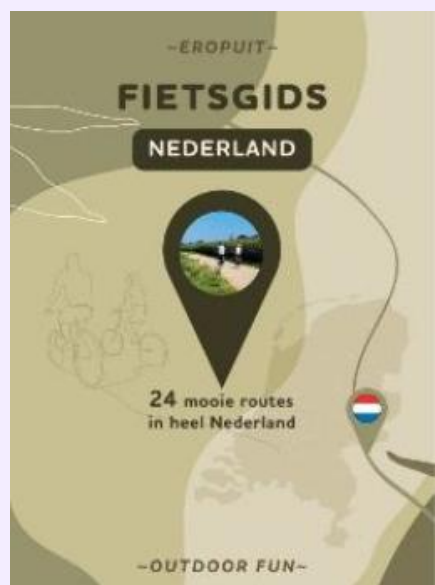 ~EROPUIT~
FIETSGIDS
NEDERLAND
24 mooie routes
in heel Nederland
~OUTDOOR FUN~